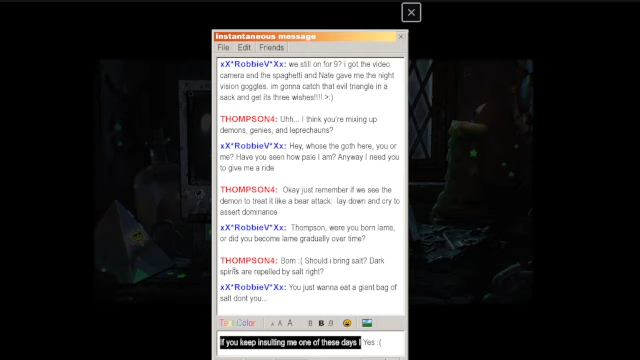 Instantaneous message
File Edit Friends
xX*RobbieV*Xx: we still on for 9? i got the video
camera and the spaghetti and Nate gave me the night
vision goggles. im gonna catch that evil triangle in a
sack and get its three wishes!!!! >:)
THOMPSON4: Uhh... I think you're mixing up
demons, genies, and leprechauns?
xX*RobbieV*Xx: Hey, whose the goth here, you or
me? Have you seen how pale I am? Anyway I need you
to give me a ride
THOMPSON4: Okay just remember if we see the
demon to treat it like a bear attack: lay down and cry to
assert dominance
xX*RobbieV*Xx: Thompson, were you born lame,
or did you become lame gradually over time?
THOMPSON4: Born :( Should i bring salt? Dark
spirits are repelled by salt right?
xX*RobbieV*Xx: You just wanna eat a giant bag of
salt dont you...
Text Color A A A B B D
If you keep insulting me one of these days I Yes :(